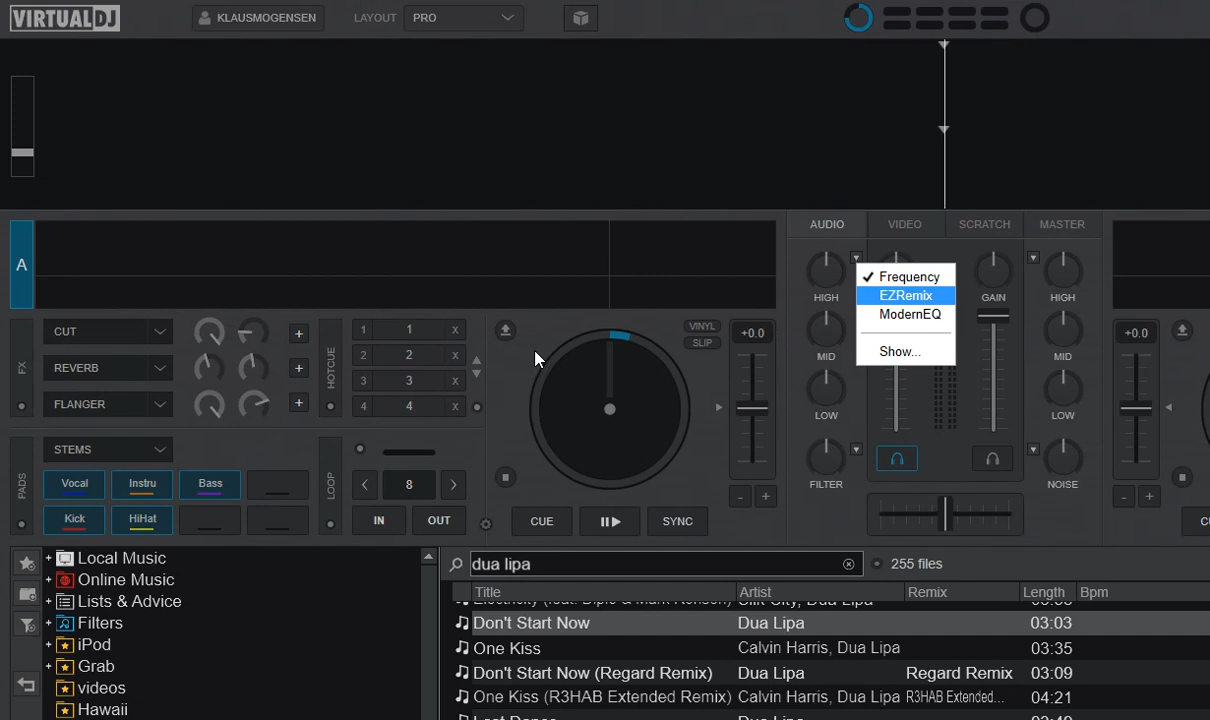 VIRTUALDJ
KLAUSMOGENSEN
LAYOUT
PRO
A
AUDIO
VIDEO
SCRATCH
MASTER
HIGH
GAIN
HIGH
Frequency
EZRemix
ModernEQ
Show...
FX
CUT
REVERB
FLANGER
HOTCUE
1 1 X
2 2 X
3 3 X
4 4 X
VINYL
SLIP
+0.0
MID
LOW
FILTER
MID
LOW
NOISE
+0.0
PADS
STEMS
Vocal
Instru
Bass
Kick
HiHat
LOOP
8
IN
OUT
CUE
SYNC
- +
- +
CU
Local Music
Online Music
Lists & Advice
Filters
iPod
Grab
videos
Hawaii
dua lipa
255 files
Title Artist Remix Length Bpm
Don't Start Now Dua Lipa 03:03
One Kiss Calvin Harris, Dua Lipa 03:35
Don't Start Now (Regard Remix) Dua Lipa Regard Remix 03:09
One Kiss (R3HAB Extended Remix) Calvin Harris, Dua Lipa R3HAB Extended... 04:21